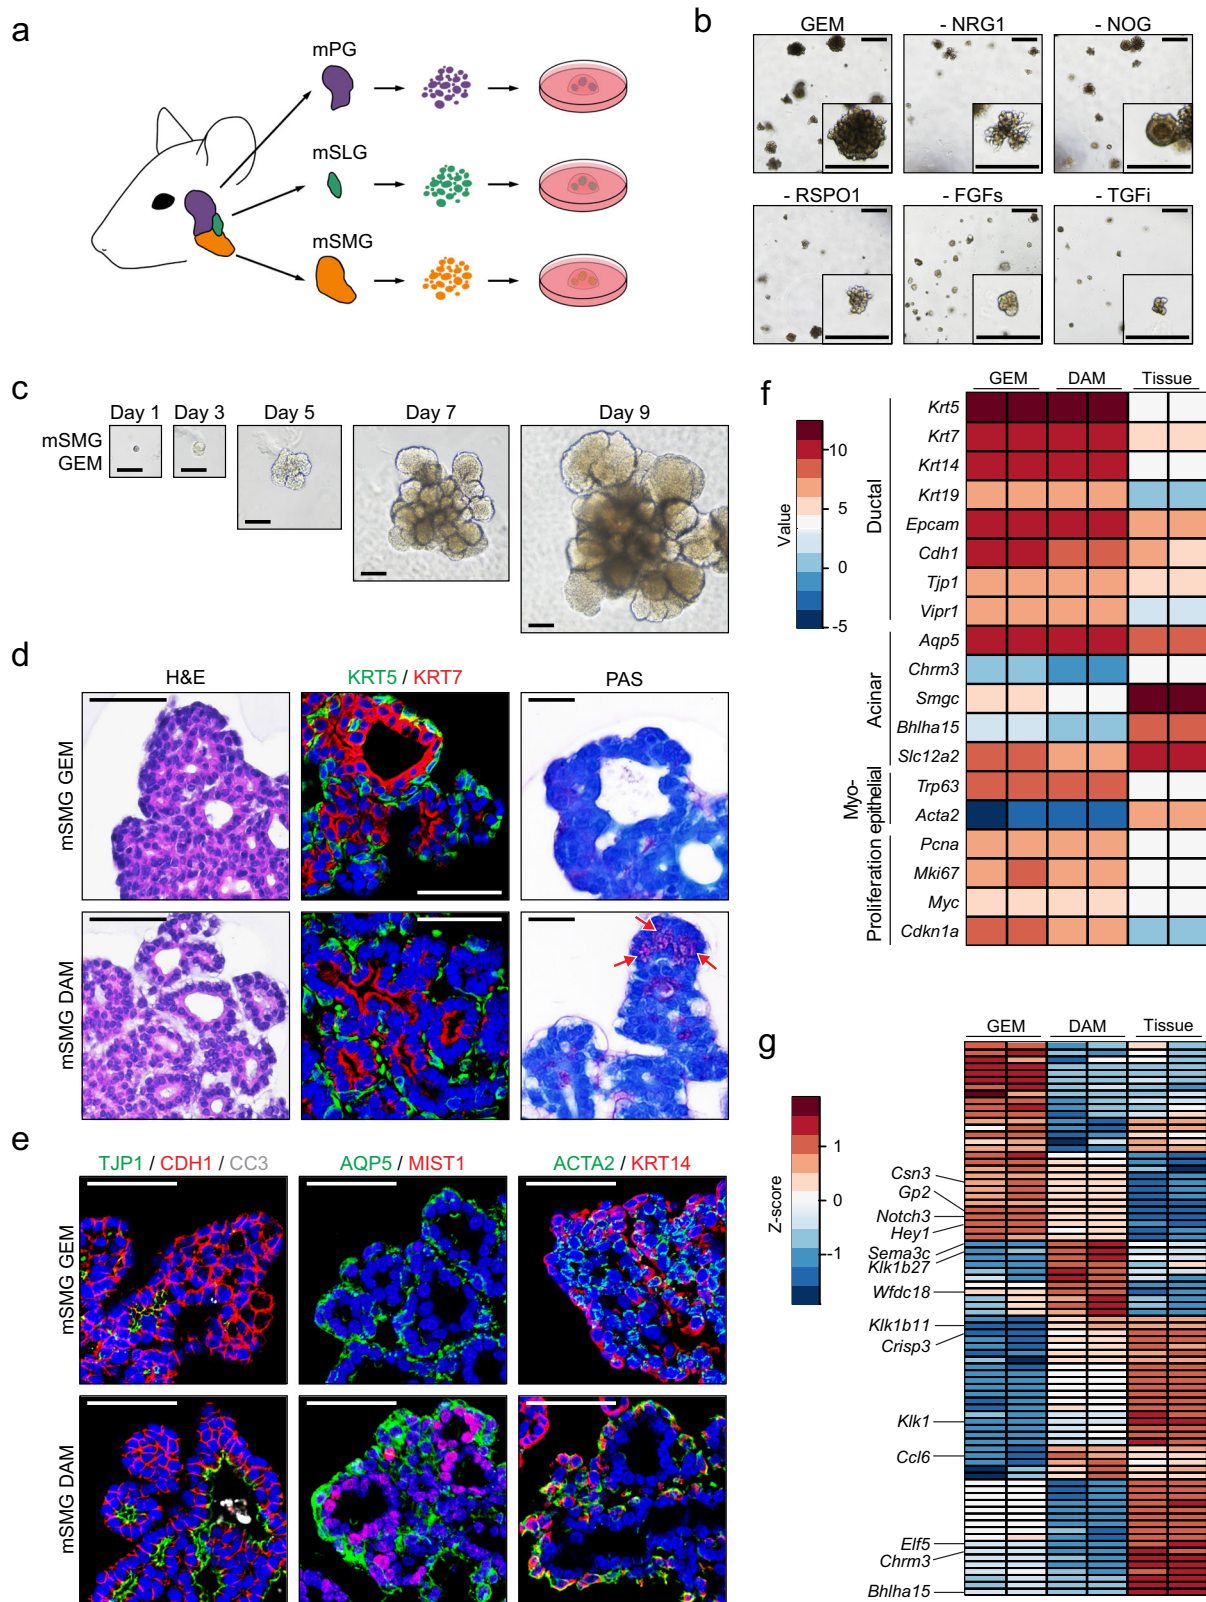 a
mPG
mSLG
mSMG
b
GEM
- NRG1
- NOG
- RSPO1
- FGFs
- TGFi
c
Day 1
Day 3
Day 5
Day 7
Day 9
mSMG
GEM
d
H&E
KRT5 / KRT7
PAS
mSMG GEM
mSMG DAM
e
TJP1 / CDH1 / CC3
AQP5 / MIST1
ACTA2 / KRT14
mSMG GEM
mSMG DAM
f
GEM
DAM
Tissue
10
5
0
-5
Value
Ductal
Krt5
Krt7
Krt14
Krt19
Epcam
Cdh1
Tjp1
Vipr1
Acinar
Aqp5
Chrm3
Smgc
Bhlha15
Slc12a2
Myo-
epithelial
Trp63
Acta2
Proliferation
Pcna
Mki67
Myc
Cdkn1a
g
GEM
DAM
Tissue
1
0
-1
Z-score
Csn3
Gp2
Notch3
Hey1
Sema3c
Klk1b27
Wfdc18
Klk1b11
Crisp3
Klk1
Ccl6
Elf5
Chrm3
Bhlha15